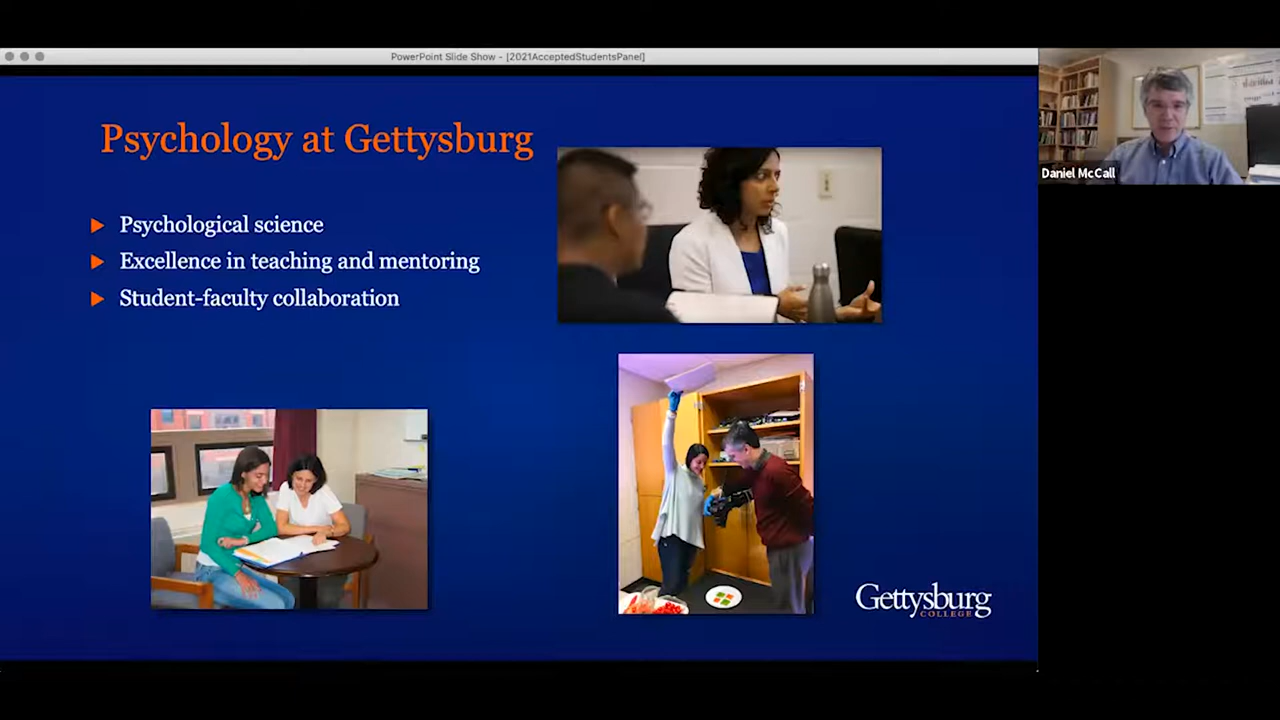 PowerPoint Slide Show - [2021AcceptedStudentsPanel]
Psychology at Gettysburg
Psychological science
Excellence in teaching and mentoring
Student-faculty collaboration
Gettysburg
COLLEGE
Daniel McCall